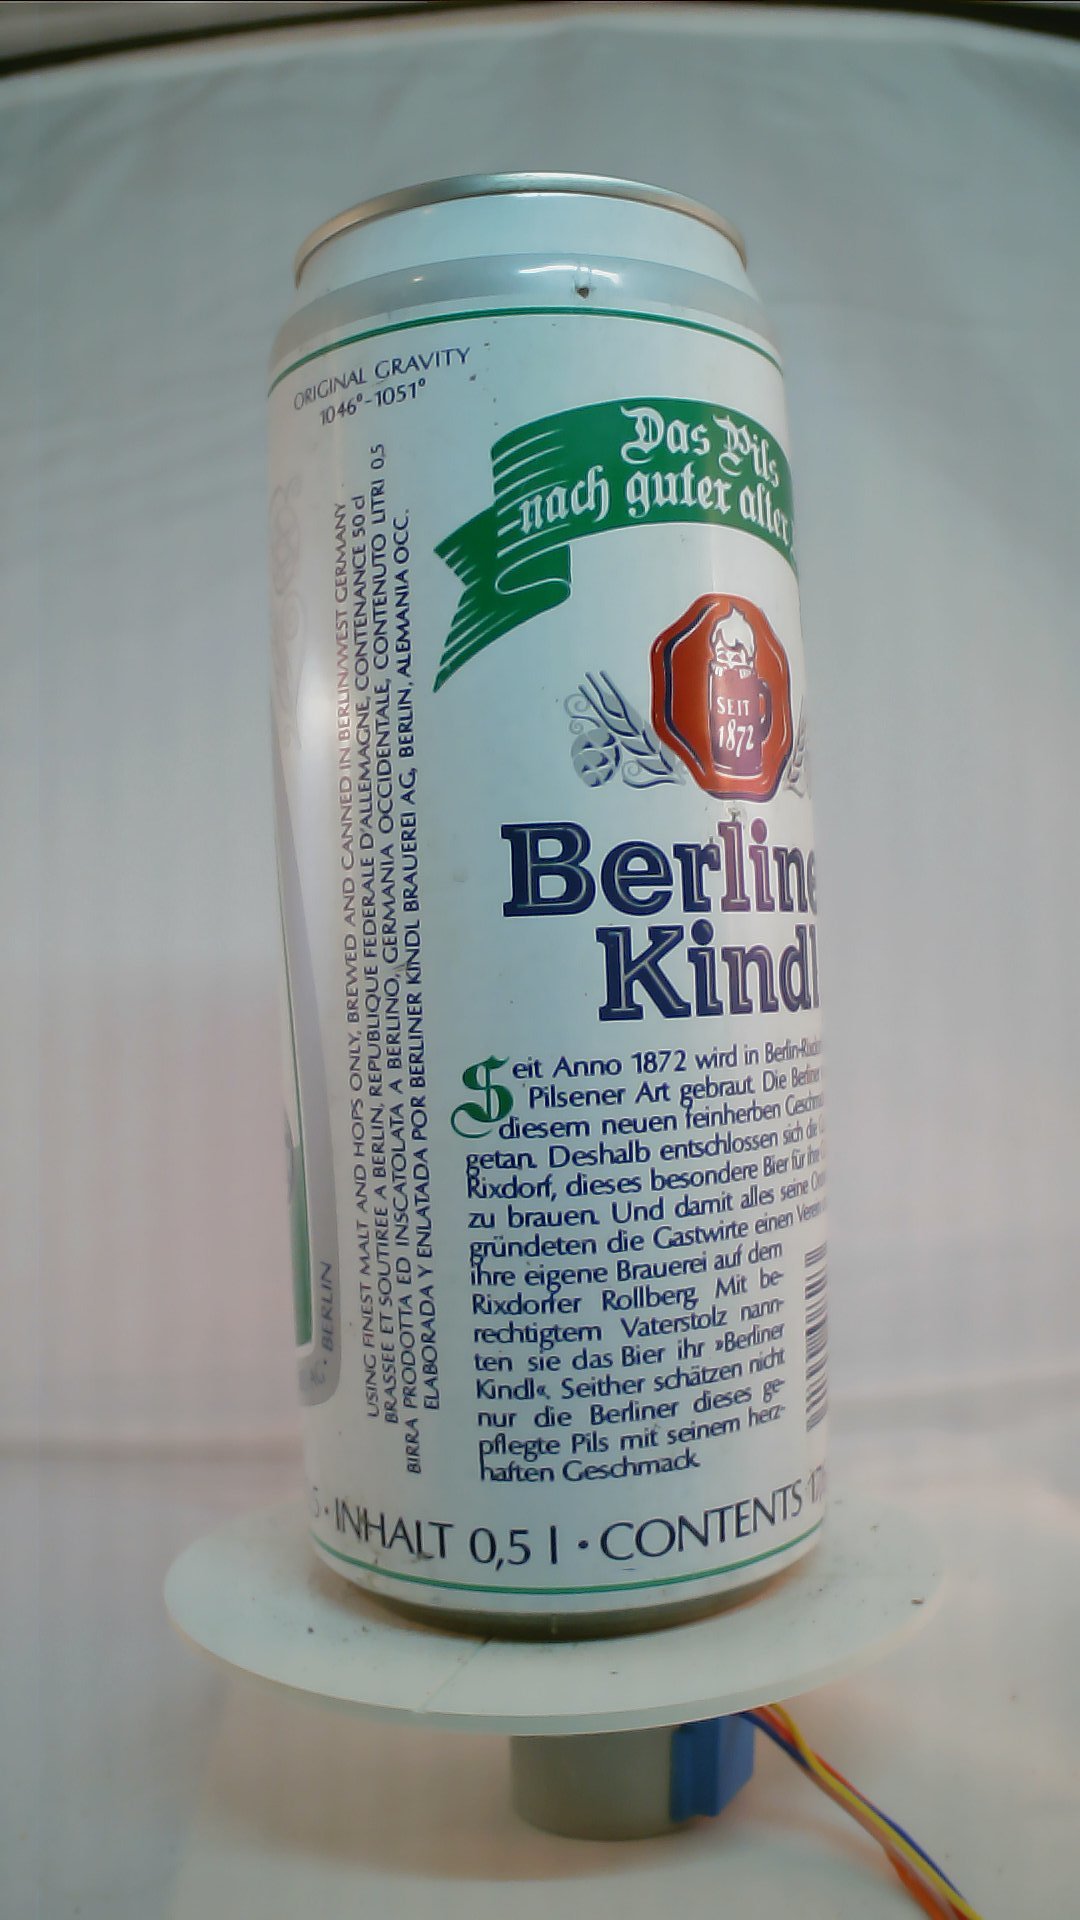 ORIGINAL GRAVITY
1046°-1051°
USING FINEST MALT AND HOPS ONLY, BREWED AND CANNED IN BERLIN/WEST GERMANY
BRASSEE ET SOUTIREE A BERLIN, REPUBLIQUE FEDERALE D'ALLEMAGNE, CONTENANCE 50 cl
BIRRA PRODOTTA ED INSCATOLATA A BERLINO, GERMANIA OCCIDENTALE, CONTENUTO LITRI 0,5
ELABORADA Y ENLATADA POR BERLINER KINDL BRAUEREI AG, BERLIN, ALEMANIA OCC.
· BERLIN
Das Pils
nach guter alter
SEIT
1872
Berline
Kindl
Seit Anno 1872 wird in
Pilsener Art gebraut. Die Berliner
diesem neuen feinherben
getan. Deshalb entschlossen sich die
Rixdorf, dieses besondere Bier für ihre
zu brauen. Und damit alles seine
gründeten die Gastwirte einen
ihre eigene Brauerei auf dem
Rixdorfer Rollberg. Mit be-
rechtigtem Vaterstolz nann-
ten sie das Bier ihr »Berliner
Kindl«. Seither schätzen nicht
nur die Berliner dieses ge-
pflegte Pils mit seinem herz-
haften Geschmack.
· INHALT 0,5 l · CONTENTS